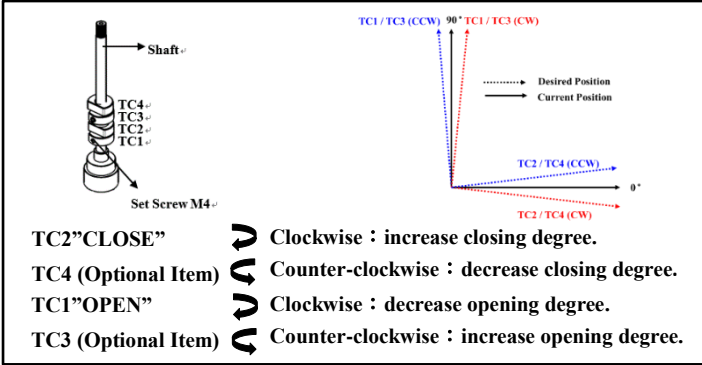 TC1 / TC3 (CCW) 90° TC1 / TC3 (CW)
Shaft
TC4
TC3
TC2
TC1
Set Screw M4
Desired Position
Current Position
TC2 / TC4 (CCW)
0°
TC2 / TC4 (CW)
TC2”CLOSE” Clockwise：increase closing degree.
TC4 (Optional Item) Counter-clockwise：decrease closing degree.
TC1”OPEN” Clockwise：decrease opening degree.
TC3 (Optional Item) Counter-clockwise：increase opening degree.